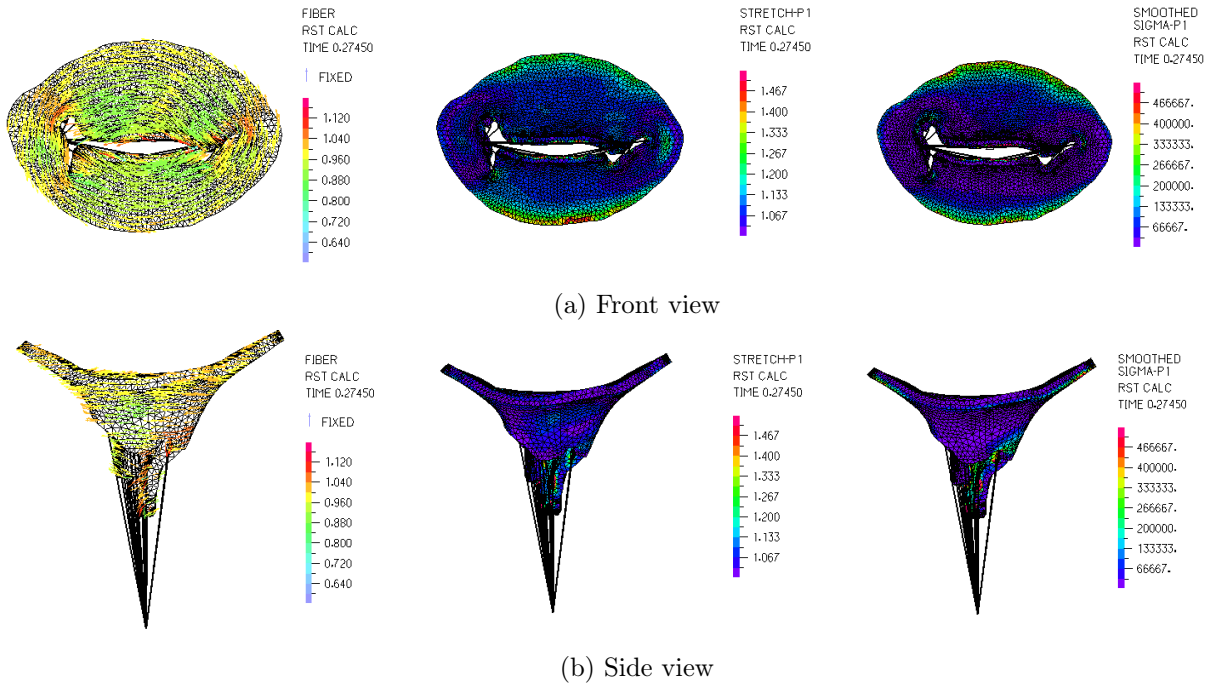 FIBER
RST CALC
TIME 0.27450
FIXED
1.120
1.040
0.960
0.880
0.800
0.720
0.640
STRETCH-P1
RST CALC
TIME 0.27450
1.467
1.400
1.333
1.267
1.200
1.133
1.067
SMOOTHED
SIGMA-P1
RST CALC
TIME 0.27450
466667.
400000.
333333.
266667.
200000.
133333.
66667.
(a) Front view
FIBER
RST CALC
TIME 0.27450
FIXED
1.120
1.040
0.960
0.880
0.800
0.720
0.640
STRETCH-P1
RST CALC
TIME 0.27450
1.467
1.400
1.333
1.267
1.200
1.133
1.067
SMOOTHED
SIGMA-P1
RST CALC
TIME 0.27450
466667.
400000.
333333.
266667.
200000.
133333.
66667.
(b) Side view